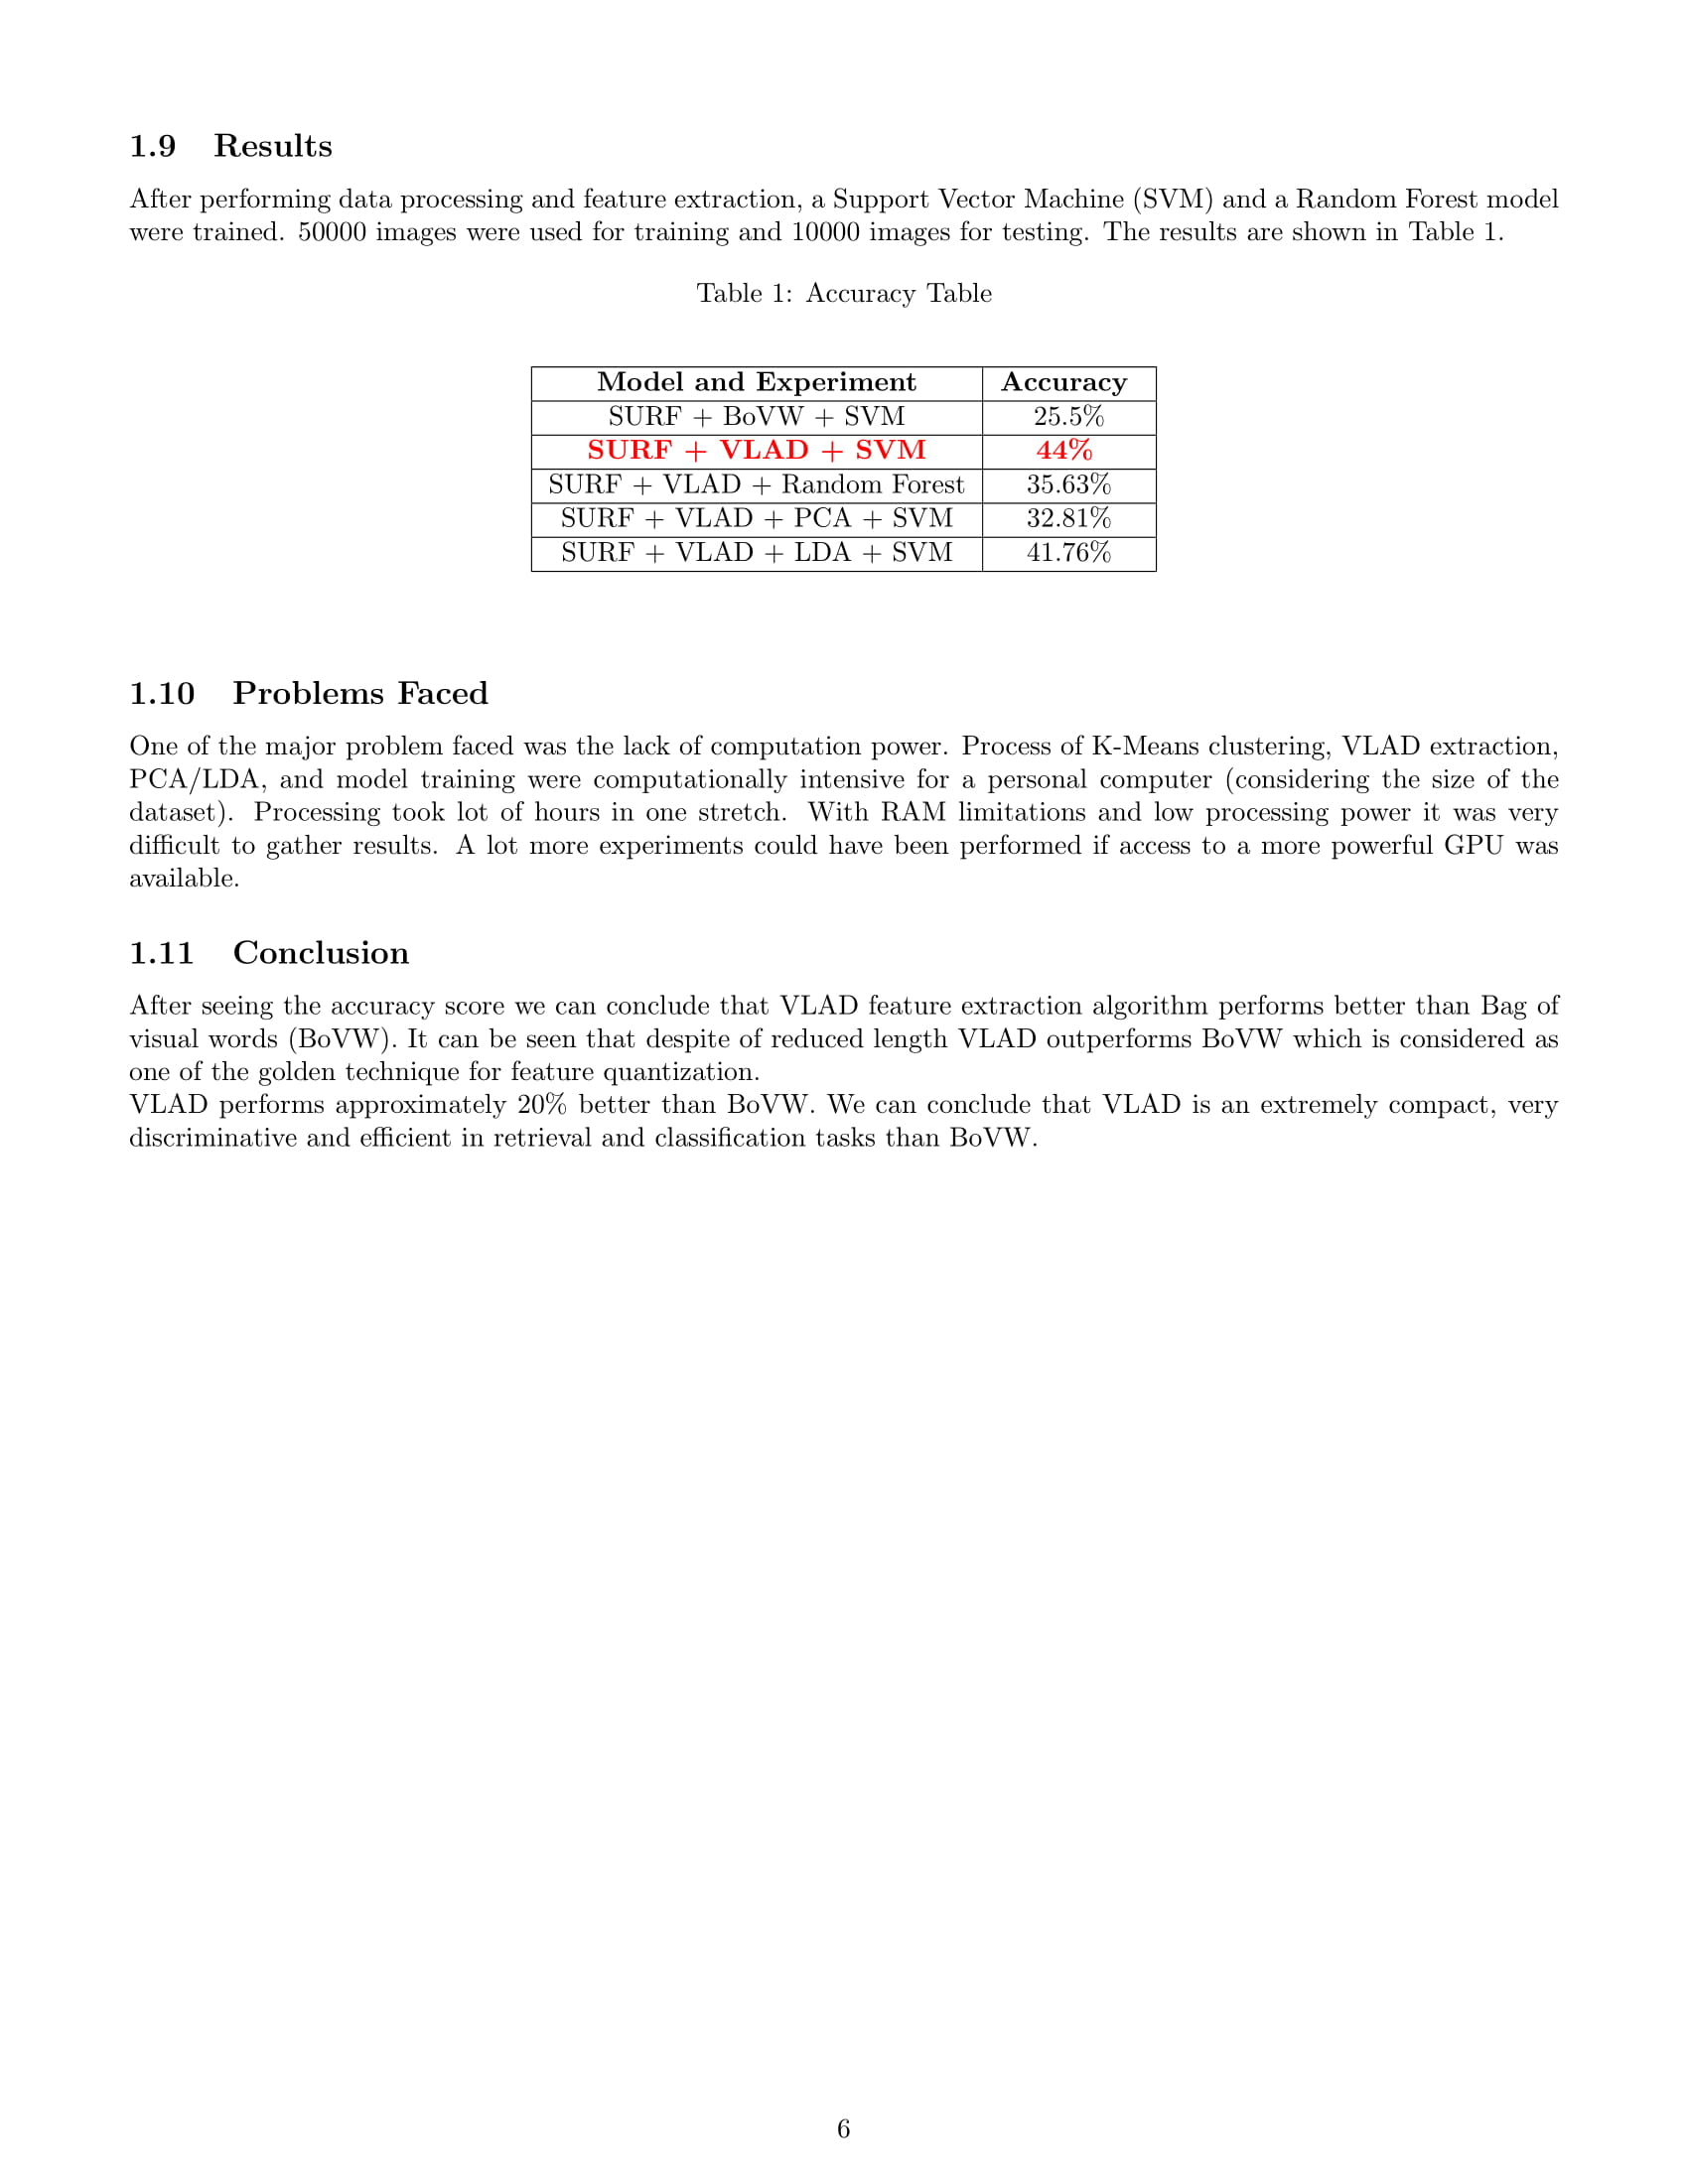 1.9 Results
After performing data processing and feature extraction, a Support Vector Machine (SVM) and a Random Forest model
were trained. 50000 images were used for training and 10000 images for testing. The results are shown in Table 1.
Table 1: Accuracy Table
Model and Experiment Accuracy
SURF + BoVW + SVM 25.5%
SURF + VLAD + SVM 44%
SURF + VLAD + Random Forest 35.63%
SURF + VLAD + PCA + SVM 32.81%
SURF + VLAD + LDA + SVM 41.76%
1.10 Problems Faced
One of the major problem faced was the lack of computation power. Process of K-Means clustering, VLAD extraction,
PCA/LDA, and model training were computationally intensive for a personal computer (considering the size of the
dataset). Processing took lot of hours in one stretch. With RAM limitations and low processing power it was very
difficult to gather results. A lot more experiments could have been performed if access to a more powerful GPU was
available.
1.11 Conclusion
After seeing the accuracy score we can conclude that VLAD feature extraction algorithm performs better than Bag of
visual words (BoVW). It can be seen that despite of reduced length VLAD outperforms BoVW which is considered as
one of the golden technique for feature quantization.
VLAD performs approximately 20% better than BoVW. We can conclude that VLAD is an extremely compact, very
discriminative and efficient in retrieval and classification tasks than BoVW.
6